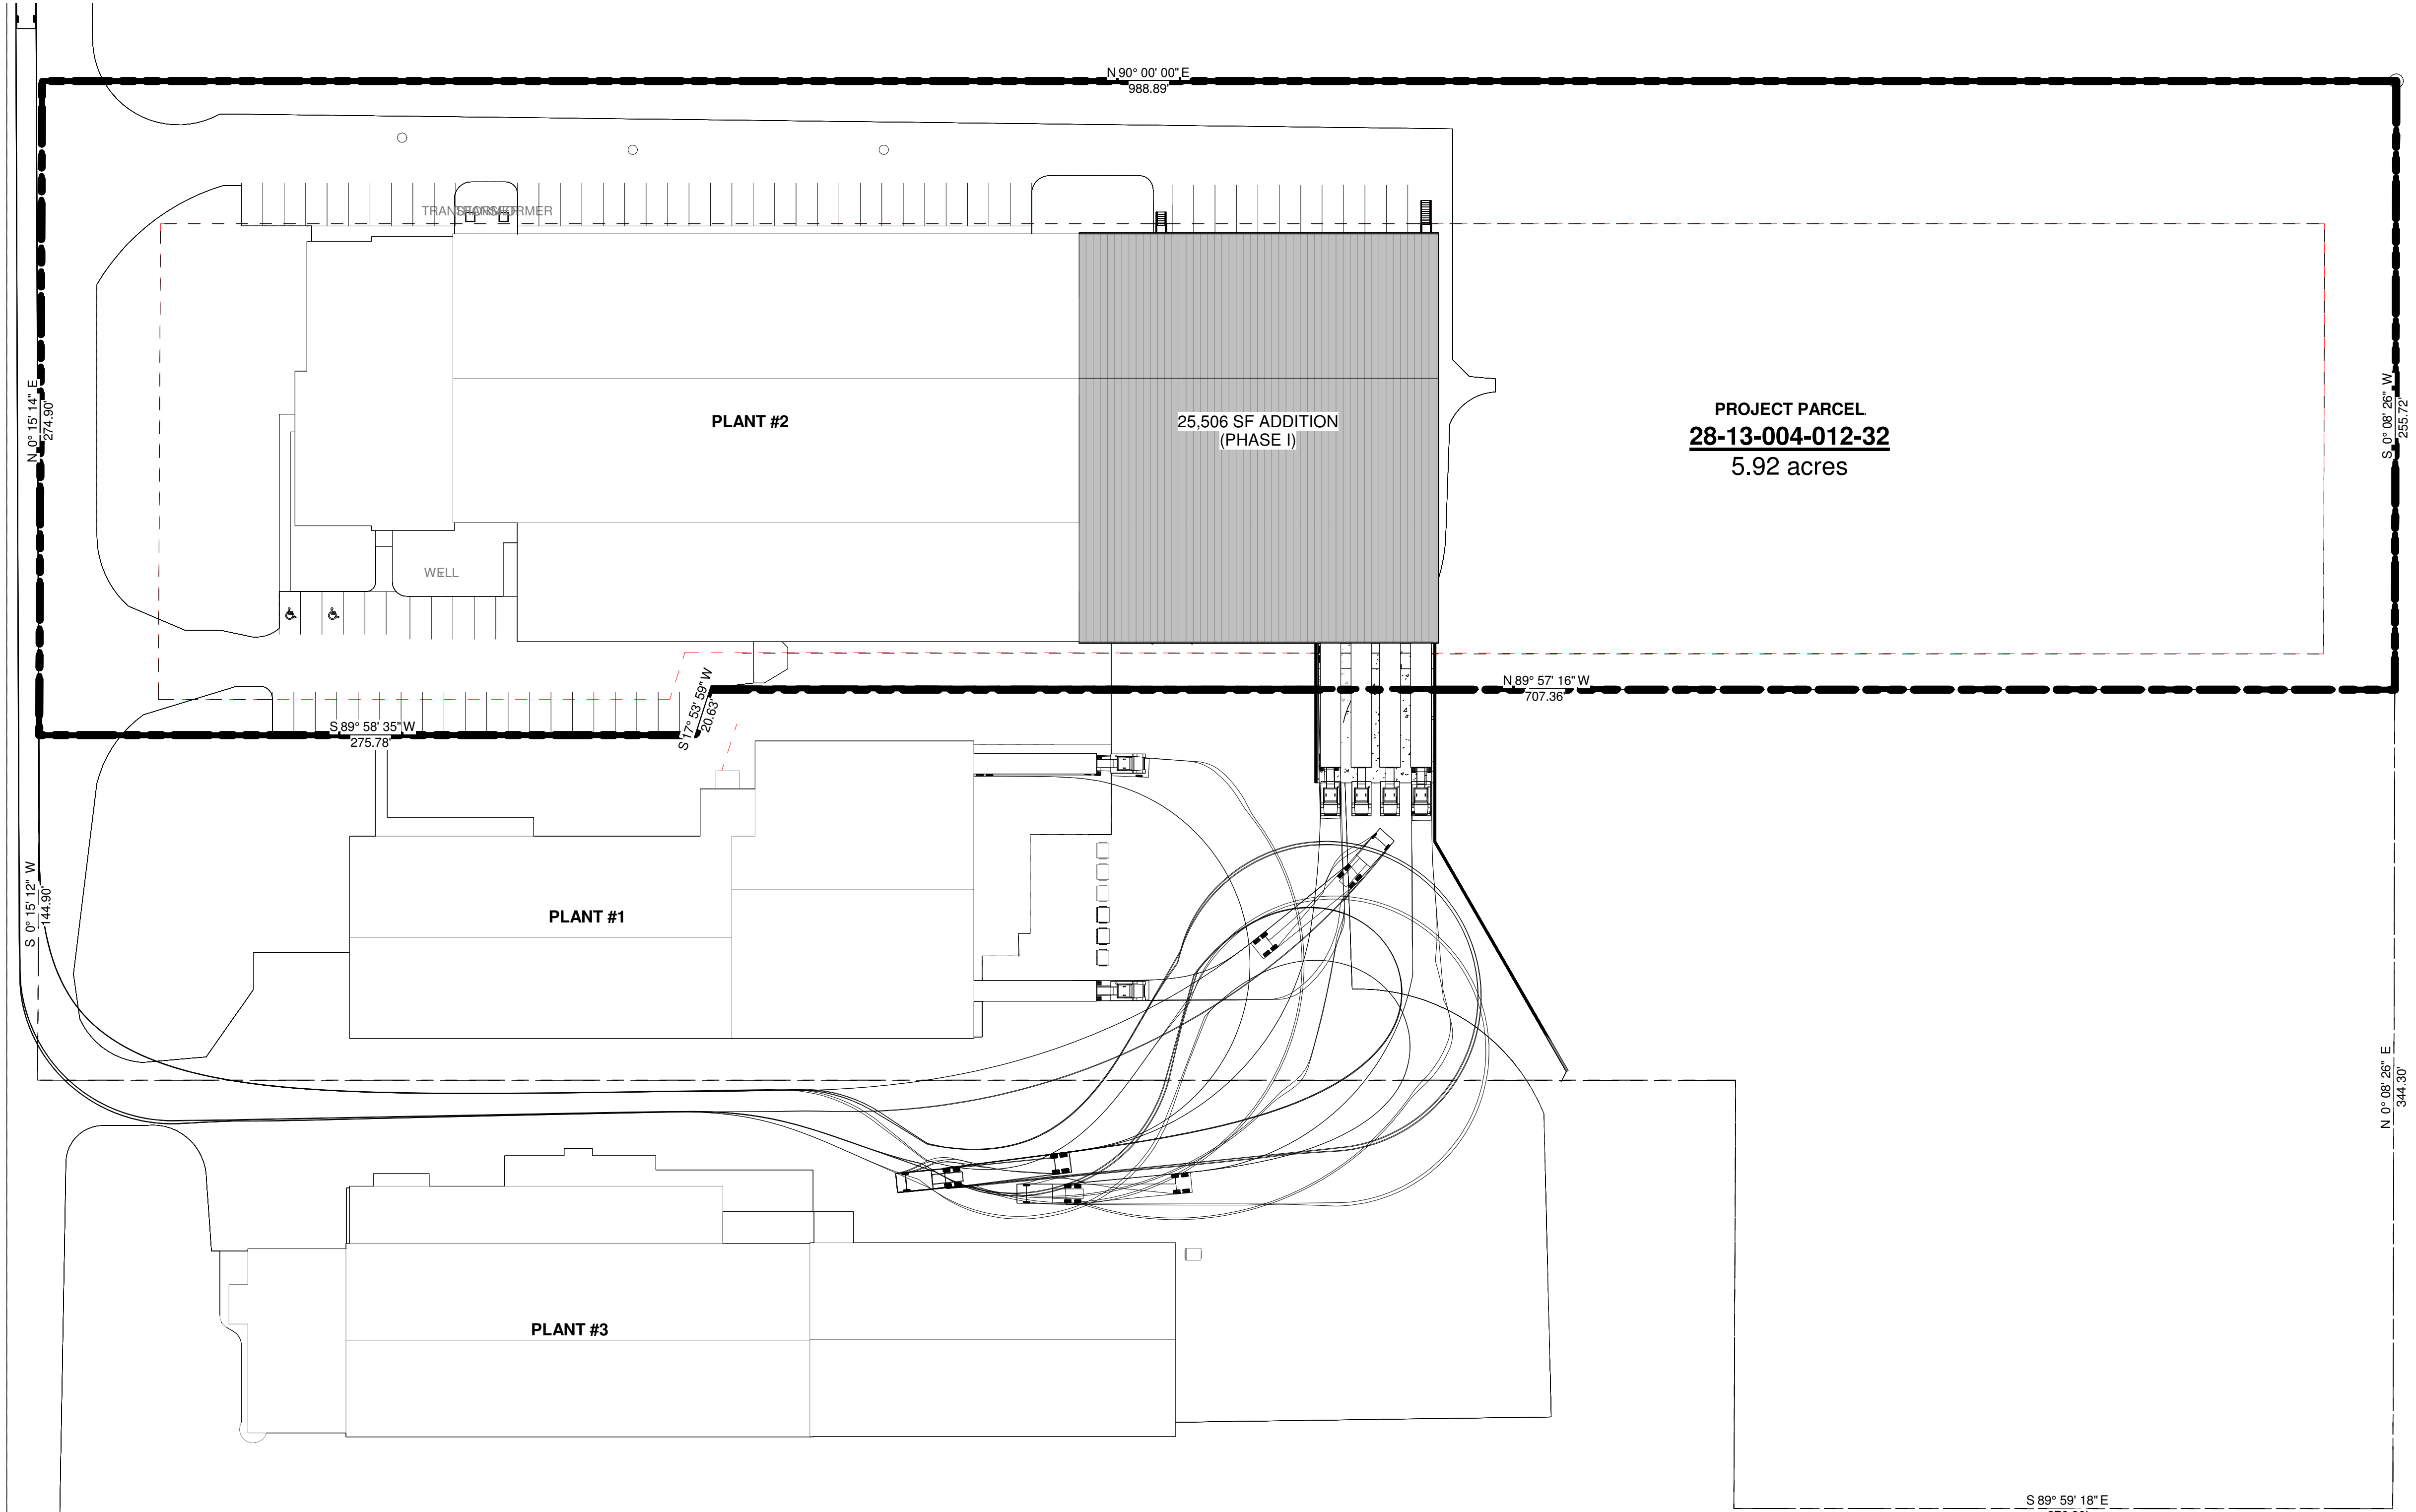 N 90° 00' 00" E
988.89'
TRANSFORMER
PLANT #2
25,506 SF ADDITION
(PHASE I)
PROJECT PARCEL
28-13-004-012-32
5.92 acres
N 0° 15' 14" E
274.90'
S 0° 08' 26" W
255.72'
WELL
N 89° 57' 16" W
707.36'
S 17° 53' 59" W
20.63'
S 89° 58' 35" W
275.78'
PLANT #1
S 0° 15' 12" W
144.90'
N 0° 08' 26" E
344.30'
PLANT #3
S 89° 59' 18" E